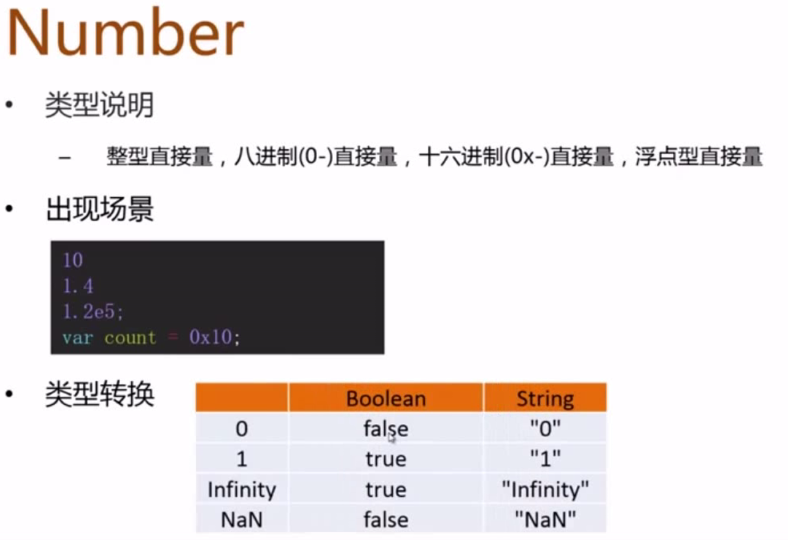 Number
• 类型说明
– 整型直接量，八进制(0-)直接量，十六进制(0x-)直接量，浮点型直接量
• 出现场景
10
1.4
1.2e5;
var count = 0x10;
• 类型转换
Boolean String
0 false "0"
1 true "1"
Infinity true "Infinity"
NaN false "NaN"